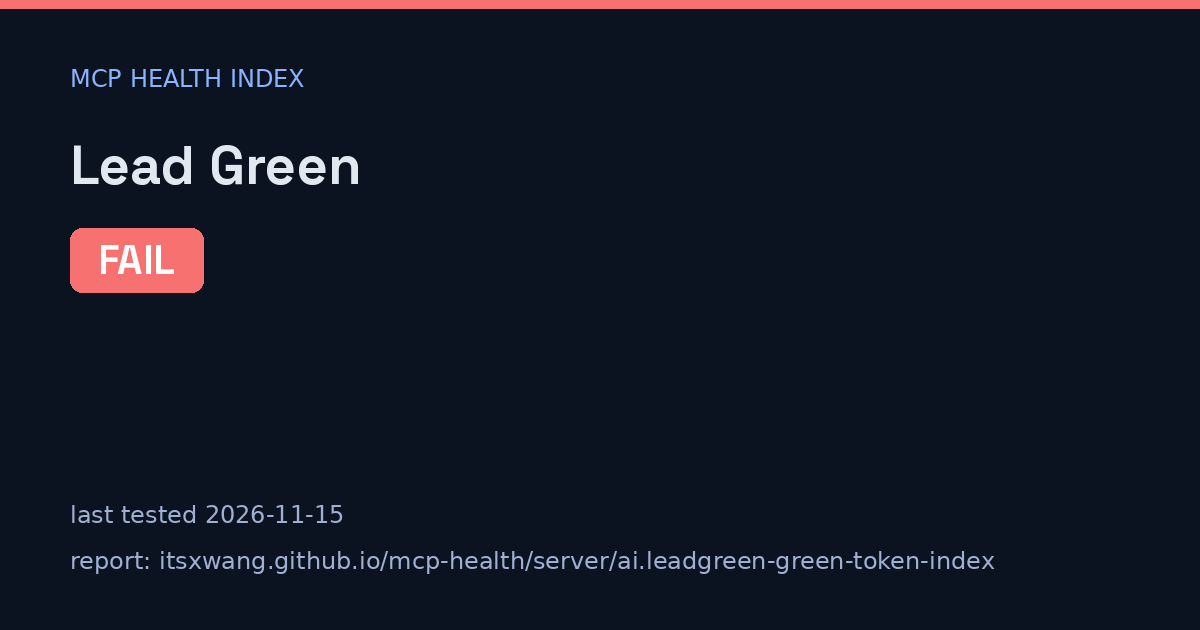 MCP HEALTH INDEX
Lead Green
FAIL
last tested 2026-11-15
report: itsxwang.github.io/mcp-health/server/ai.leadgreen-green-token-index